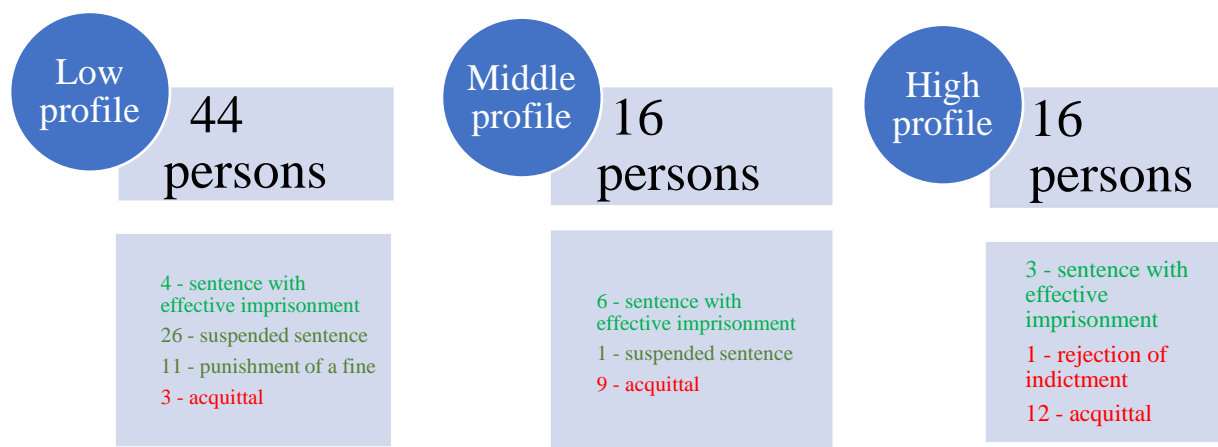 Low
profile
44
persons
4 - sentence with
effective imprisonment
26 - suspended sentence
11 - punishment of a fine
3 - acquittal
Middle
profile
16
persons
6 - sentence with
effective imprisonment
1 - suspended sentence
9 - acquittal
High
profile
16
persons
3 - sentence with
effective
imprisonment
1 - rejection of
indictment
12 - acquittal